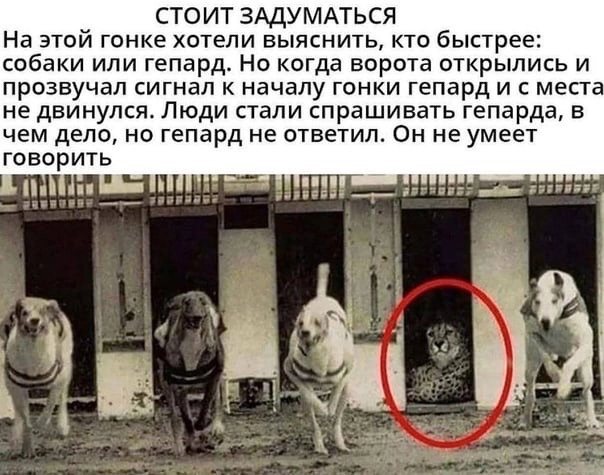 СТОИТ ЗАДУМАТЬСЯ
На этой гонке хотели выяснить, кто быстрее:
собаки или гепард. Но когда ворота открылись и
прозвучал сигнал к началу гонки гепард и с места
не двинулся. Люди стали спрашивать гепарда, в
чем дело, но гепард не ответил. Он не умеет
говорить